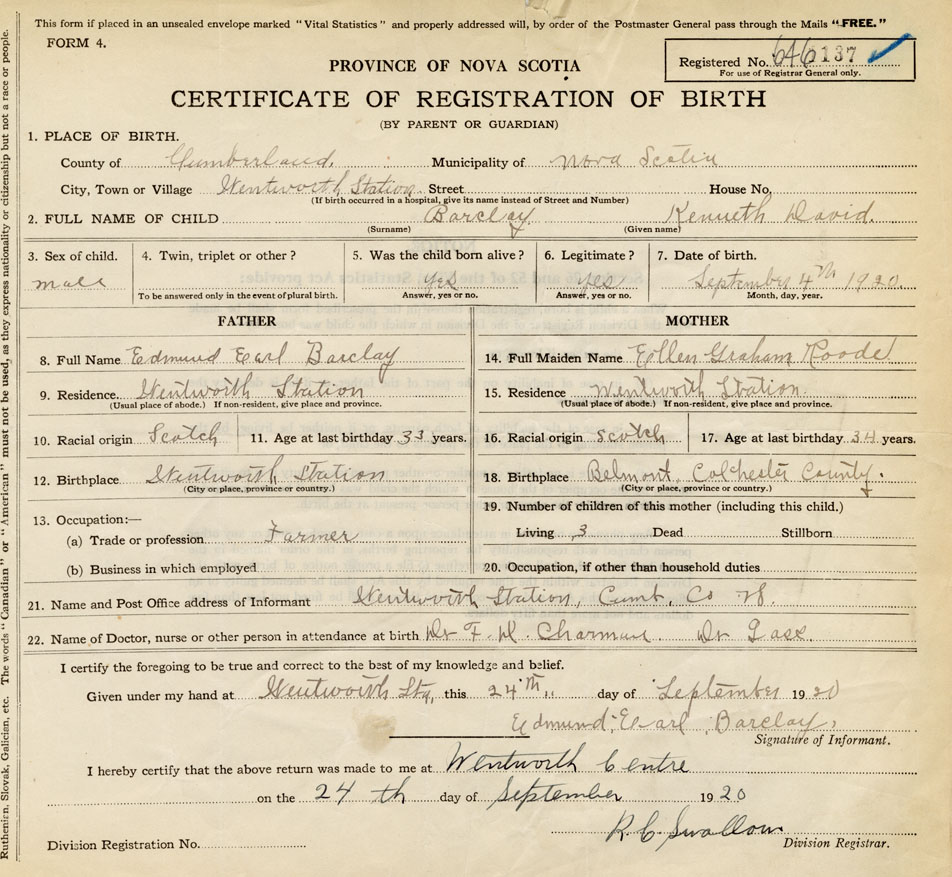 This form if placed in an unsealed envelope marked "Vital Statistics" and properly addressed will, by order of the Postmaster General pass through the Mails "FREE."
FORM 4.
Registered No. 646137
For use of Registrar General only.
PROVINCE OF NOVA SCOTIA
CERTIFICATE OF REGISTRATION OF BIRTH
(BY PARENT OR GUARDIAN)
1. PLACE OF BIRTH.
County of Cumberland. Municipality of Nova Scotia
City, Town or Village Wentworth Station Street House No.
(If birth occurred in a hospital, give its name instead of Street and Number)
2. FULL NAME OF CHILD Barclay Kenneth David.
(Surname) (Given name)
3. Sex of child. 4. Twin, triplet or other? 5. Was the child born alive? 6. Legitimate? 7. Date of birth.
male yes yes September 4th 1920.
To be answered only in the event of plural birth. Answer, yes or no. Answer, yes or no. Month, day, year.
FATHER MOTHER
8. Full Name Edmund Earl Barclay 14. Full Maiden Name Ellen Graham Roode
9. Residence. Wentworth Station 15. Residence Wentworth Station.
(Usual place of abode.) If non-resident, give place and province. (Usual place of abode.) If non-resident, give place and province.
10. Racial origin Scotch 11. Age at last birthday 33 years. 16. Racial origin scotch 17. Age at last birthday 34 years.
12. Birthplace Wentworth Station 18. Birthplace Belmont, Colchester County.
(City or place, province or country.) (City or place, province or country.)
13. Occupation:— 19. Number of children of this mother (including this child.)
(a) Trade or profession Farmer Living 3 Dead Stillborn
(b) Business in which employed 20. Occupation, if other than household duties
21. Name and Post Office address of Informant Wentworth Station, Cumb. Co
22. Name of Doctor, nurse or other person in attendance at birth Dr F. Dr
I certify the foregoing to be true and correct to the best of my knowledge and belief.
Given under my hand at Wentworth Stn, this 24th day of September 1920
Edmund Earl Barclay
Signature of Informant.
I hereby certify that the above return was made to me at Wentworth Centre
on the 24 th day of September 1920
R. C. Swallow
Division Registration No. Division Registrar.
Ruthenian, Slovak, Galician, etc. The words "Canadian" or "American" must not be used, as they express nationality or citizenship but not a race or people.